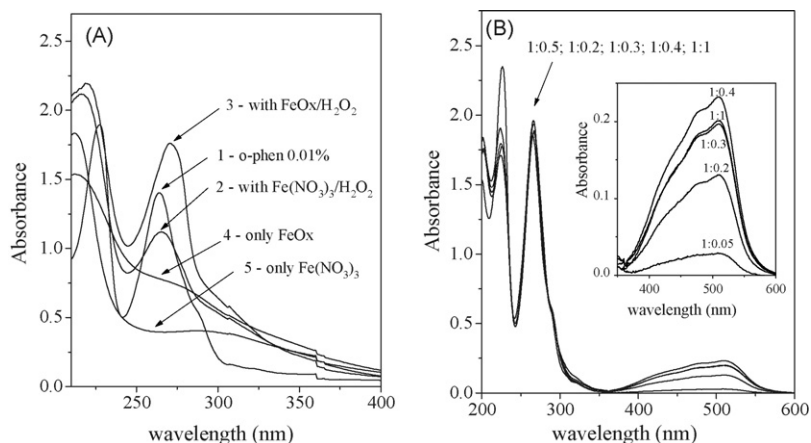 (A)
2.5
2.0
1.5
1.0
0.5
0.0
Absorbance
3 - with FeOx/H₂O₂
1 - o-phen 0.01%
2 - with Fe(NO₃)₃/H₂O₂
4 - only FeOx
5 - only Fe(NO₃)₃
250 300 350 400
wavelength (nm)
(B)
2.5
2.0
1.5
1.0
0.5
0.0
Absorbance
1:0.5; 1:0.2; 1:0.3; 1:0.4; 1:1
0.2
0.1
0.0
Absorbance
1:0.4
1:1
1:0.3
1:0.2
1:0.05
400 500 600
wavelength (nm)
200 300 400 500 600
wavelength (nm)